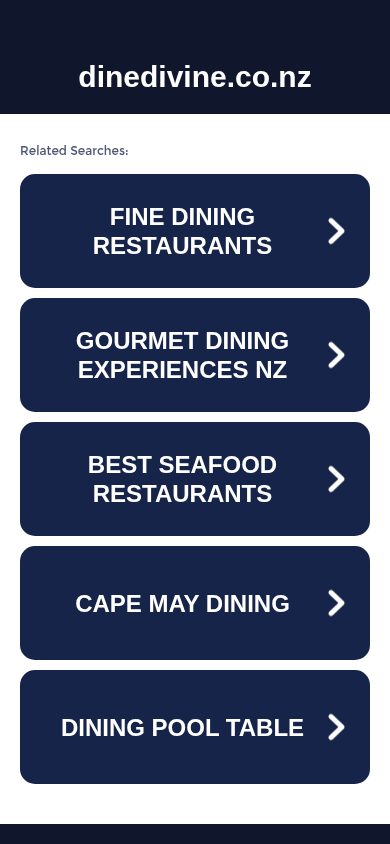 dinedivine.co.nz
Related Searches:
FINE DINING
RESTAURANTS
GOURMET DINING
EXPERIENCES NZ
BEST SEAFOOD
RESTAURANTS
CAPE MAY DINING
DINING POOL TABLE